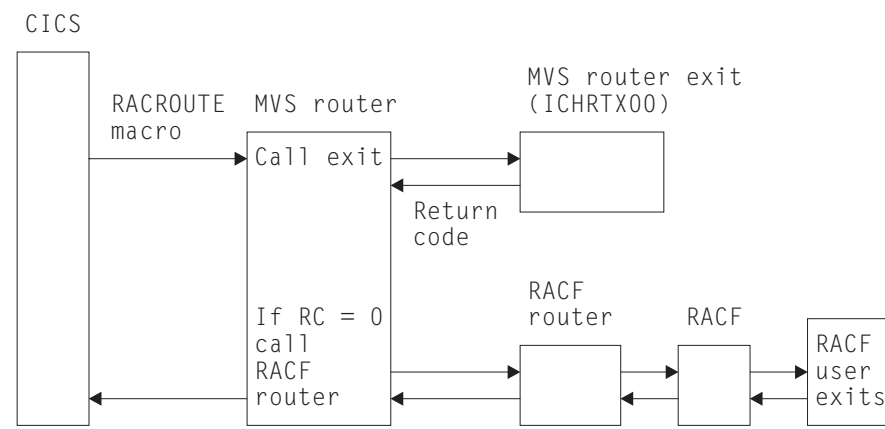 CICS
RACROUTE
macro
MVS router
MVS router exit
(ICHRTX00)
Call exit
Return
code
If RC = 0
call
RACF
router
RACF
router
RACF
RACF
user
exits